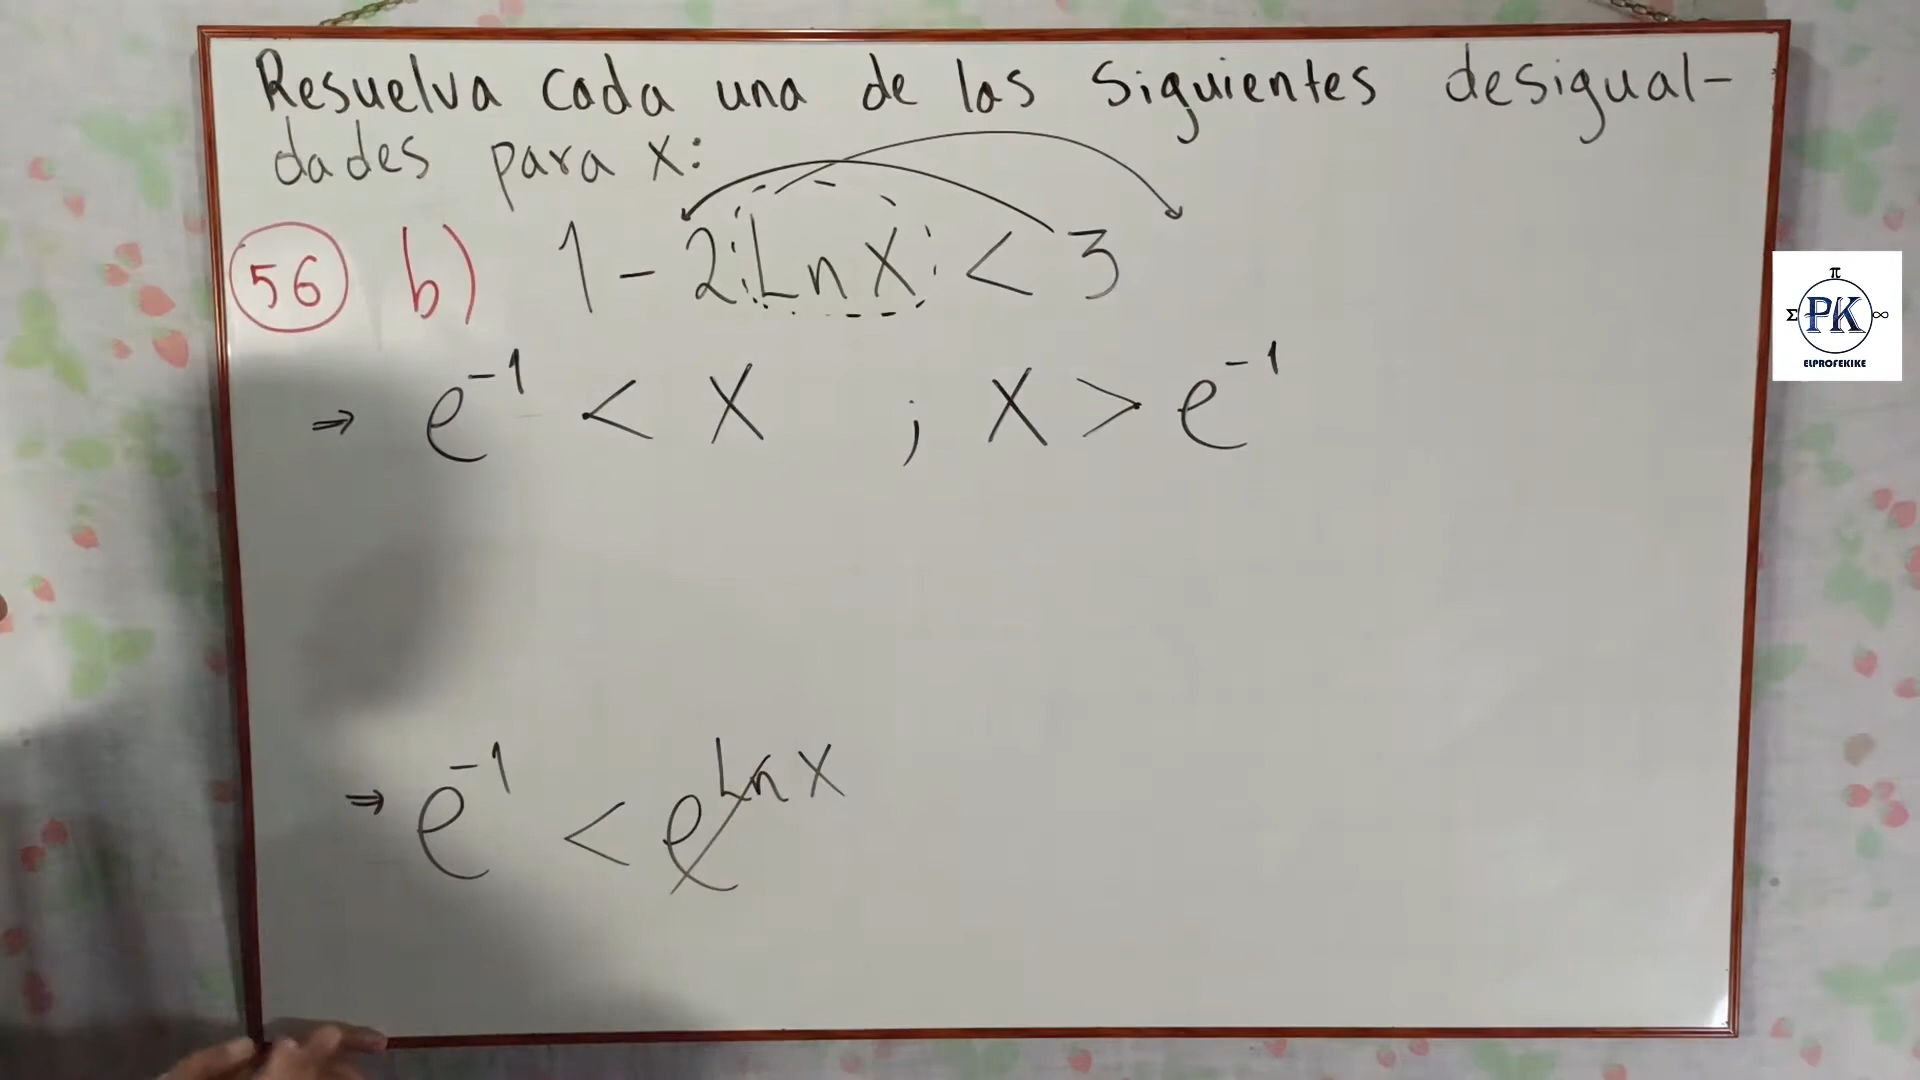 Resuelva cada una de las siguientes desigual-
dades para x:
56 b) 1 - 2 Ln X < 3
⇒ e⁻¹ < X ; X > e⁻¹
⇒ e⁻¹ < e^Ln X
π
Σ PK ∞
ELPROFEKIKE